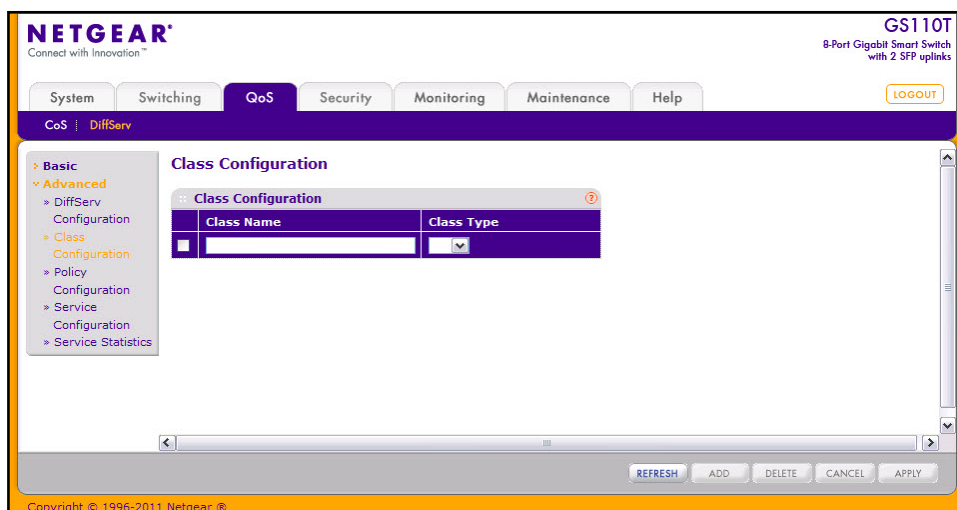 NETGEAR®
Connect with Innovation™
GS110T
8-Port Gigabit Smart Switch
with 2 SFP uplinks
System Switching QoS Security Monitoring Maintenance Help LOGOUT
CoS DiffServ
Basic
Advanced
» DiffServ
Configuration
» Class
Configuration
» Policy
Configuration
» Service
Configuration
» Service Statistics
Class Configuration
Class Configuration ?
Class Name Class Type
REFRESH ADD DELETE CANCEL APPLY
Copyright © 1996-2011 Netgear ®